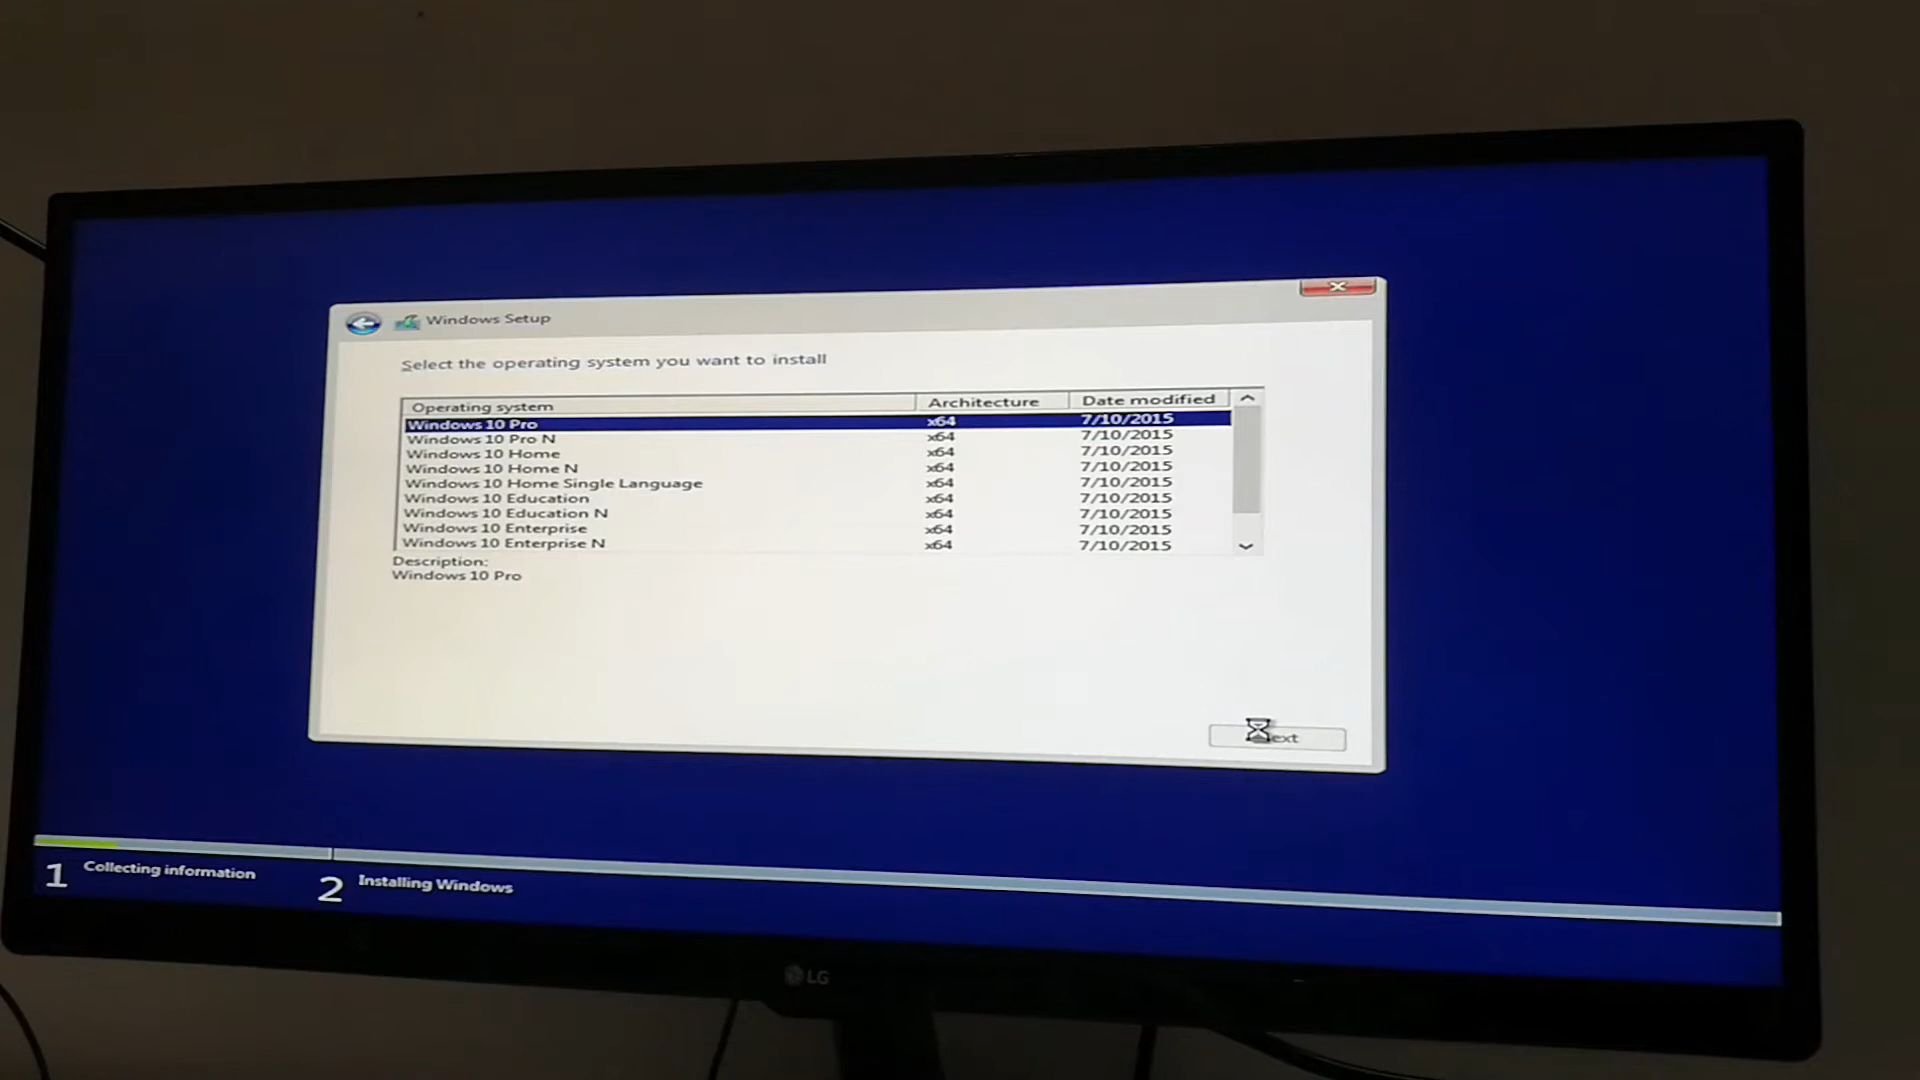 Windows Setup
Select the operating system you want to install
Operating system Architecture Date modified
Windows 10 Pro x64 7/10/2015
Windows 10 Pro N x64 7/10/2015
Windows 10 Home x64 7/10/2015
Windows 10 Home N x64 7/10/2015
Windows 10 Home Single Language x64 7/10/2015
Windows 10 Education x64 7/10/2015
Windows 10 Education N x64 7/10/2015
Windows 10 Enterprise x64 7/10/2015
Windows 10 Enterprise N x64 7/10/2015
Description:
Windows 10 Pro
ext
1 Collecting information 2 Installing Windows
LG